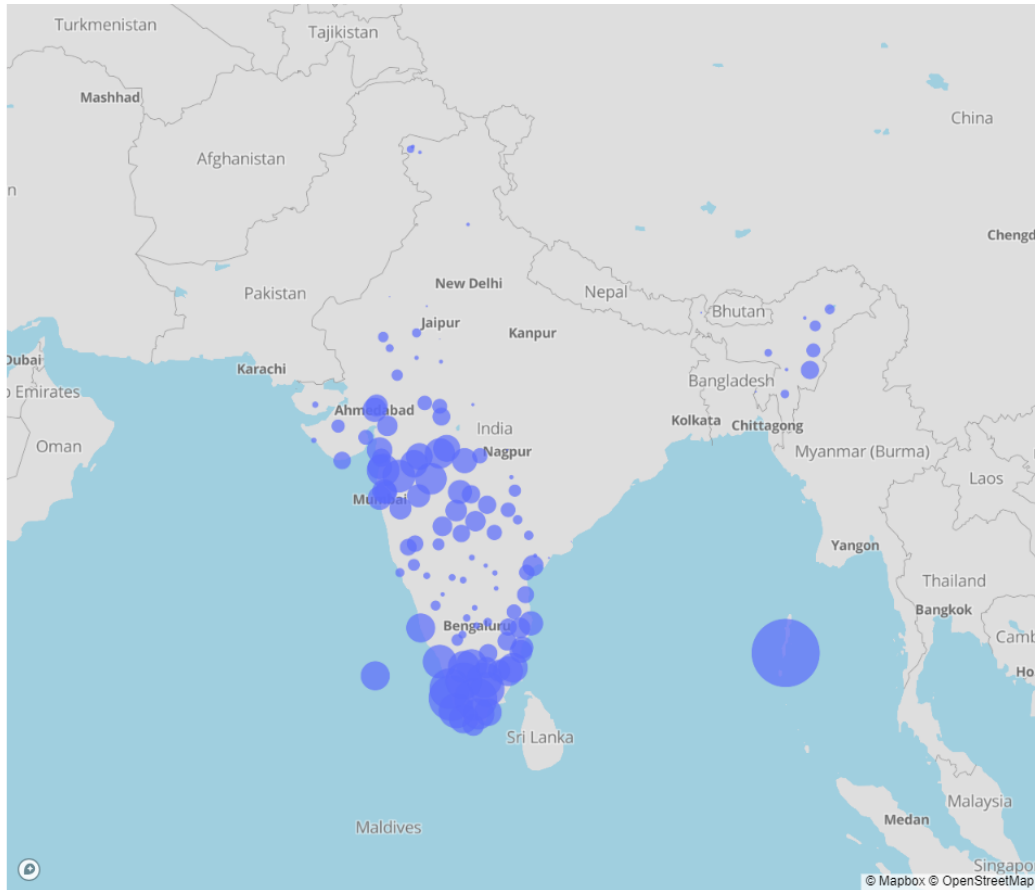 Turkmenistan
Tajikistan
Mashhad
China
Afghanistan
n
Chengd
New Delhi
Pakistan
Nepal
Bhutan
Jaipur
Kanpur
Dubai
Karachi
Bangladesh
b Emirates
Ahmedabad
Kolkata
Chittagong
India
Oman
Nagpur
Myanmar (Burma)
Laos
Mumbai
Yangon
Thailand
Bangkok
Bengaluru
Camb
Ho
Sri Lanka
Malaysia
Medan
Maldives
Singapo
© Mapbox © OpenStreetMap